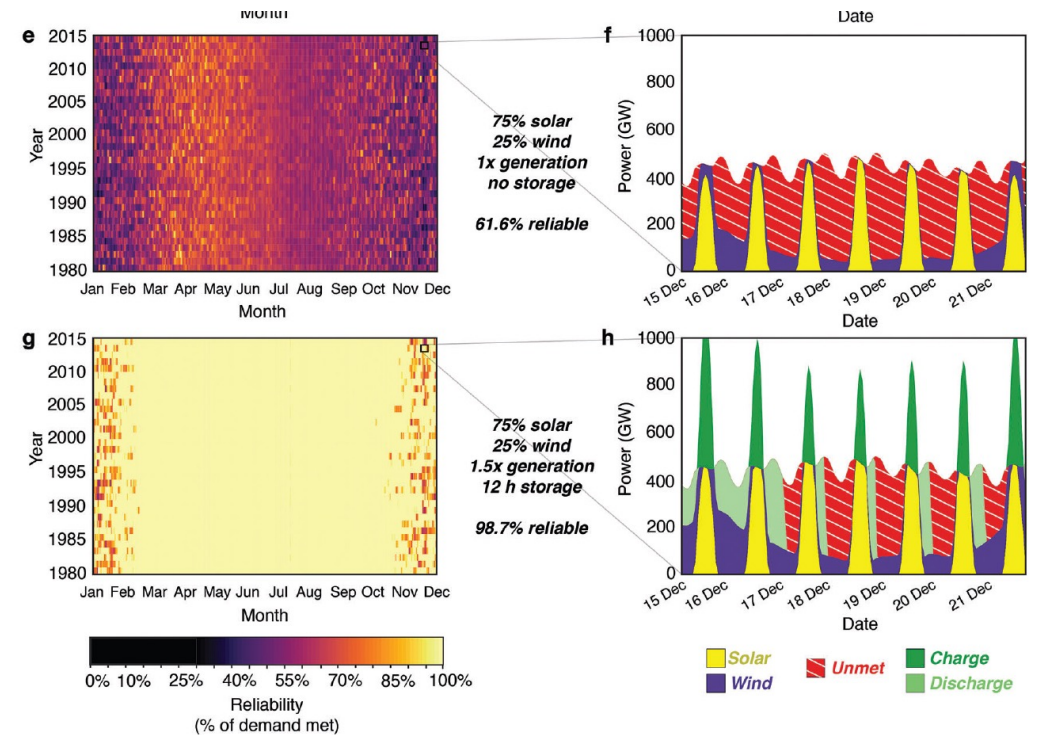 Month
Date
e
2015
2010
2005
2000
1995
1990
1985
1980
Year
Jan Feb Mar Apr May Jun Jul Aug Sep Oct Nov Dec
Month
75% solar
25% wind
1x generation
no storage
61.6% reliable
f
1000
800
600
400
200
0
Power (GW)
15 Dec 16 Dec 17 Dec 18 Dec 19 Dec 20 Dec 21 Dec
Date
g
2015
2010
2005
2000
1995
1990
1985
1980
Year
Jan Feb Mar Apr May Jun Jul Aug Sep Oct Nov Dec
Month
75% solar
25% wind
1.5x generation
12 h storage
98.7% reliable
h
1000
800
600
400
200
0
Power (GW)
15 Dec 16 Dec 17 Dec 18 Dec 19 Dec 20 Dec 21 Dec
Date
0% 10% 25% 40% 55% 70% 85% 100%
Reliability
(% of demand met)
Solar
Wind
Unmet
Charge
Discharge